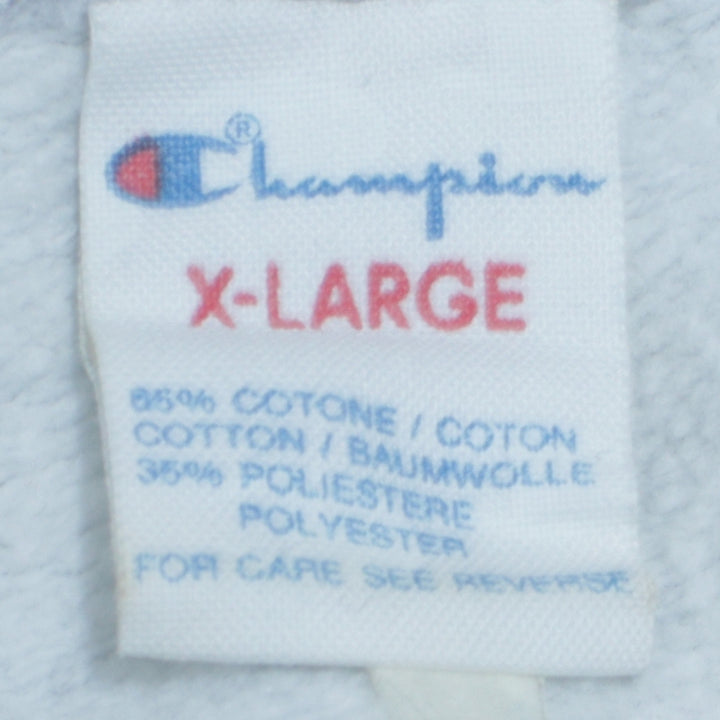 Champion®
X-LARGE
65% COTONE / COTON
COTTON / BAUMWOLLE
35% POLIESTERE
POLYESTER
FOR CARE SEE REVERSE